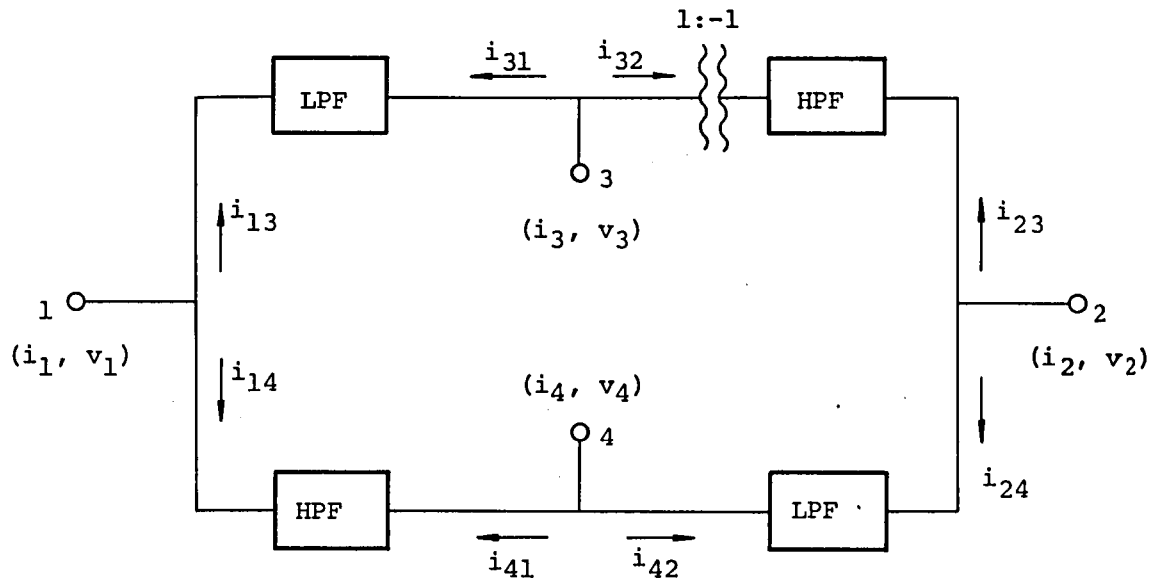 1:-1
i31
i32
LPF
HPF
3
i13
(i3, v3)
i23
1
2
(i1, v1)
(i2, v2)
i14
(i4, v4)
4
i24
HPF
LPF
i41
i42